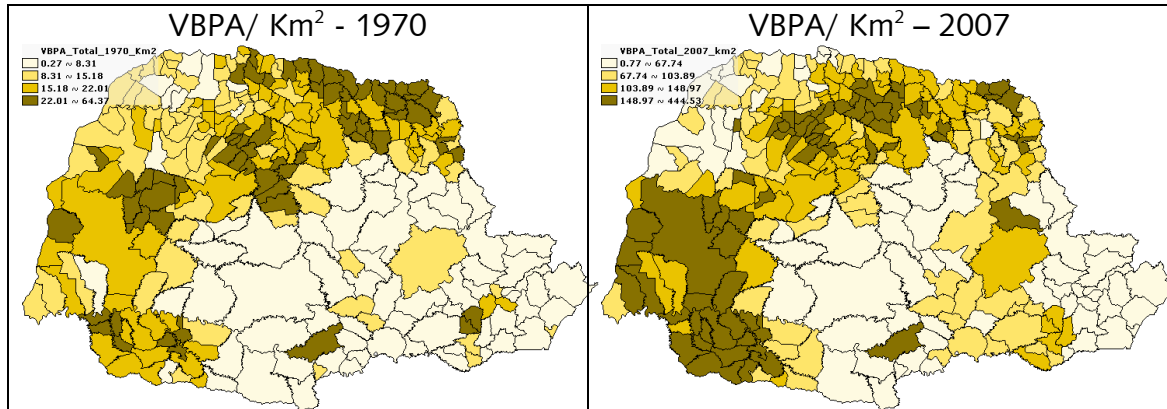 VBPA/ Km² - 1970
VBPA_Total_1970_Km2
0.27 ~ 8.31
8.31 ~ 15.18
15.18 ~ 22.01
22.01 ~ 64.37
VBPA/ Km² – 2007
VBPA_Total_2007_km2
0.77 ~ 67.74
67.74 ~ 103.89
103.89 ~ 148.97
148.97 ~ 444.53